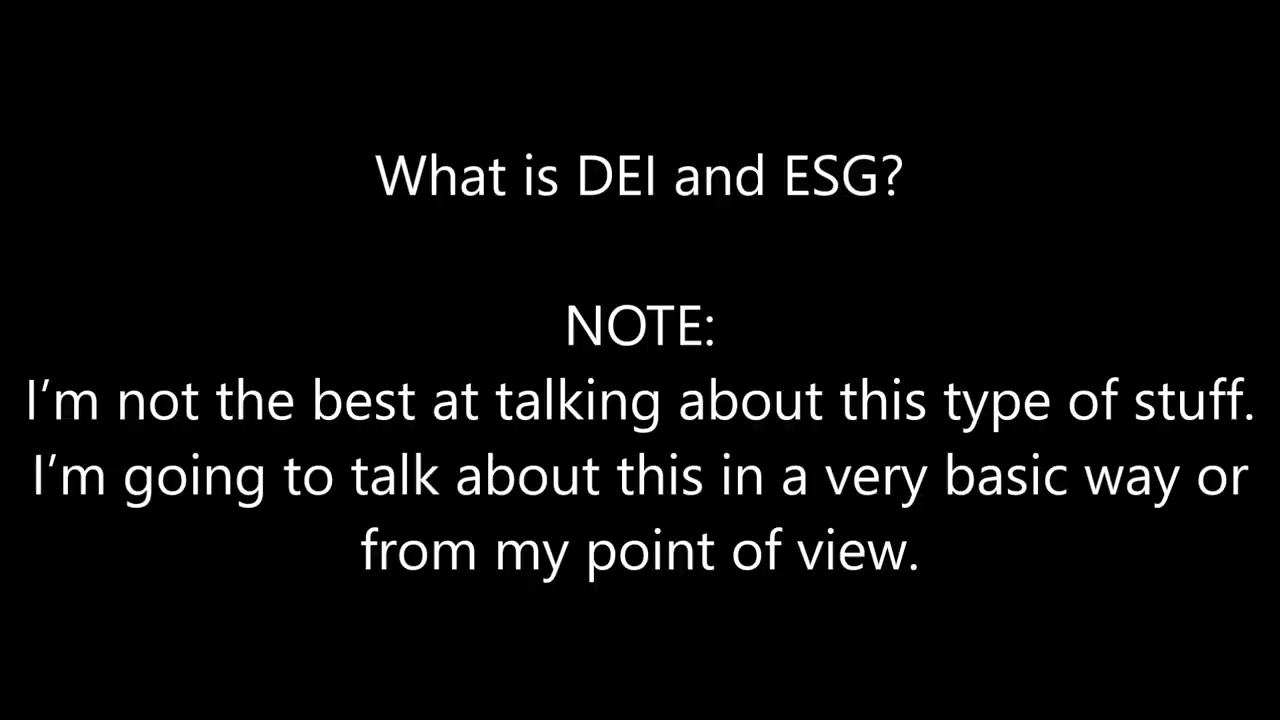 What is DEI and ESG?
NOTE:
I’m not the best at talking about this type of stuff.
I’m going to talk about this in a very basic way or
from my point of view.